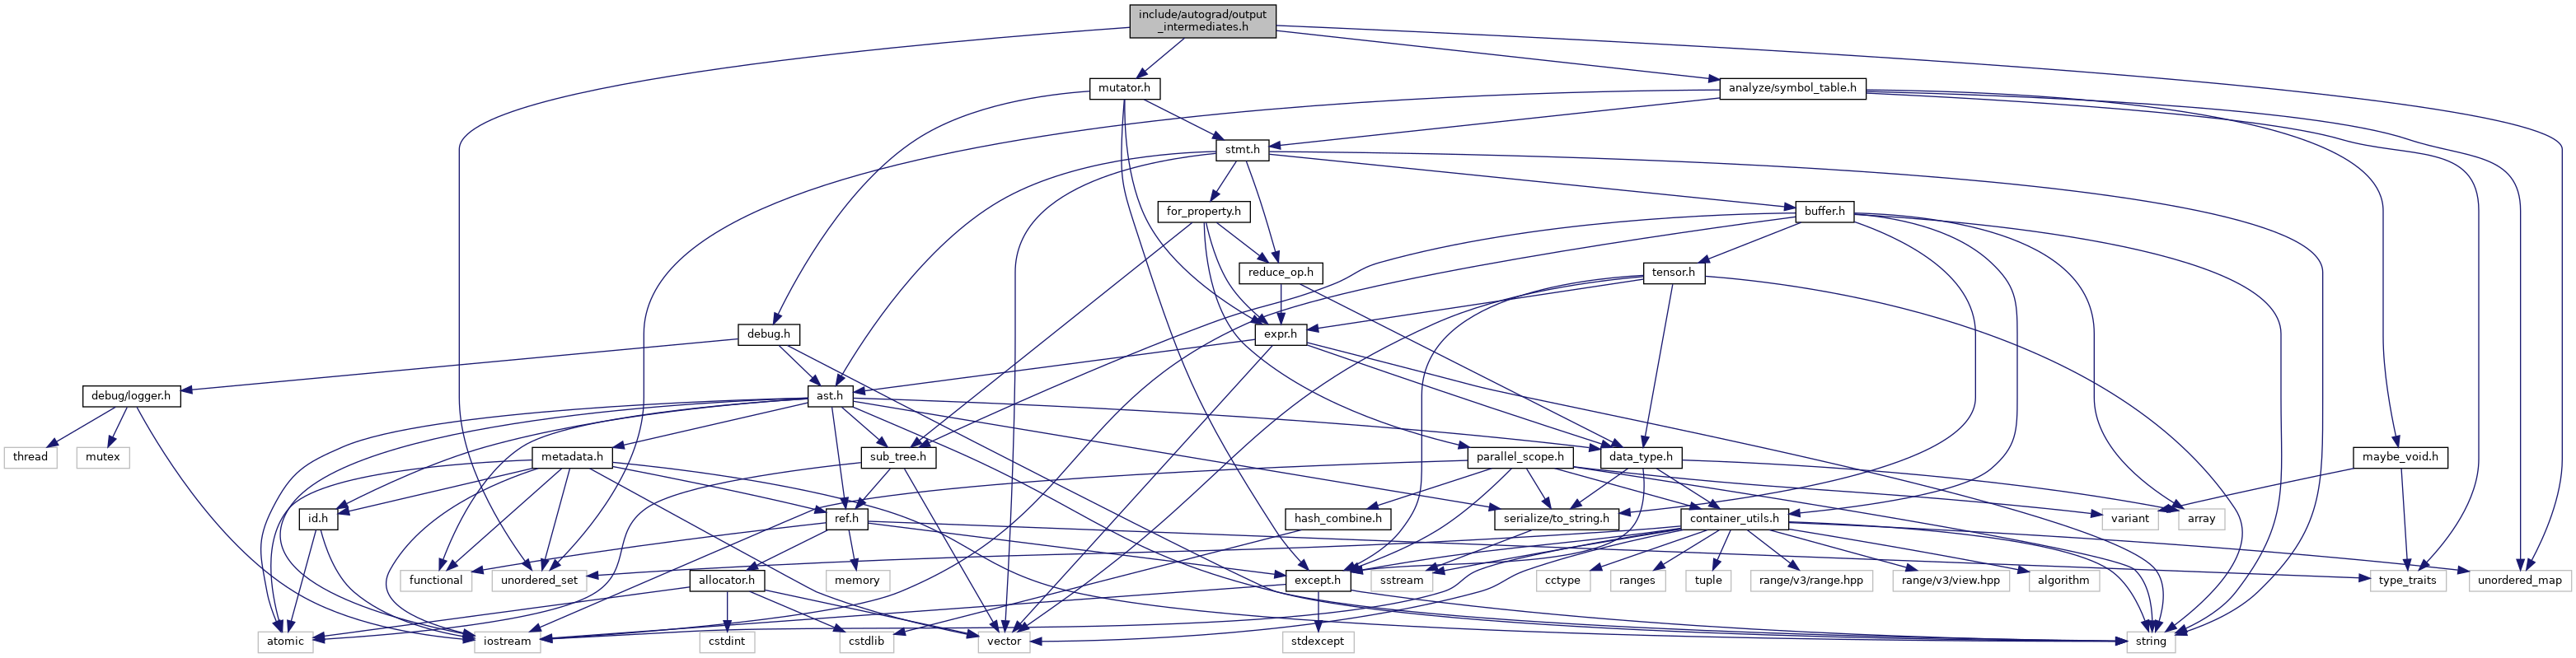 include/autograd/output
_intermediates.h
mutator.h
analyze/symbol_table.h
stmt.h
for_property.h
buffer.h
reduce_op.h
tensor.h
debug.h
expr.h
debug/logger.h
ast.h
thread
mutex
metadata.h
sub_tree.h
parallel_scope.h
data_type.h
maybe_void.h
id.h
ref.h
hash_combine.h
serialize/to_string.h
container_utils.h
variant
array
functional
unordered_set
allocator.h
memory
except.h
sstream
cctype
ranges
tuple
range/v3/range.hpp
range/v3/view.hpp
algorithm
type_traits
unordered_map
atomic
iostream
cstdint
cstdlib
vector
stdexcept
string